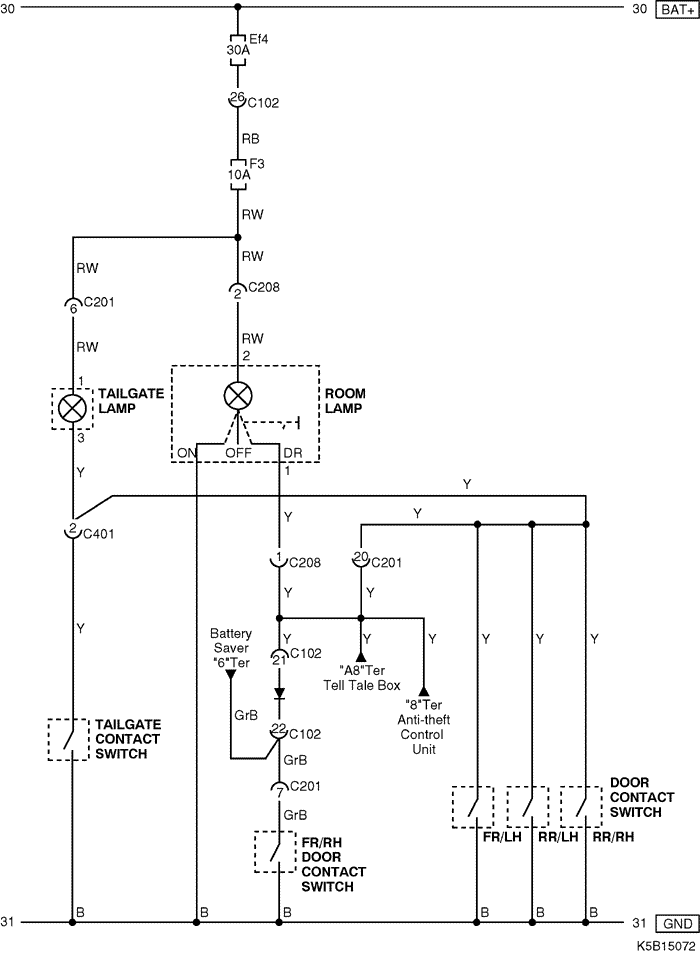 30
30 BAT+
Ef4
30A
26 C102
RB
F3
10A
RW
RW
RW
6 C201
2 C208
RW
RW
1
2
TAILGATE
LAMP
ROOM
LAMP
3
ON OFF DR
1
Y
Y
Y
Y
2 C401
1 C208
20 C201
Y
Y
Y
Y
Y
Y
Y
Y
Y
Battery
Saver
"6"Ter
21 C102
"A8"Ter
Tell Tale Box
"8"Ter
Anti-theft
Control
Unit
GrB
22 C102
GrB
TAILGATE
CONTACT
SWITCH
7 C201
GrB
DOOR
CONTACT
SWITCH
FR/LH RR/LH RR/RH
FR/RH
DOOR
CONTACT
SWITCH
B B B B B B
31
31 GND
K5B15072